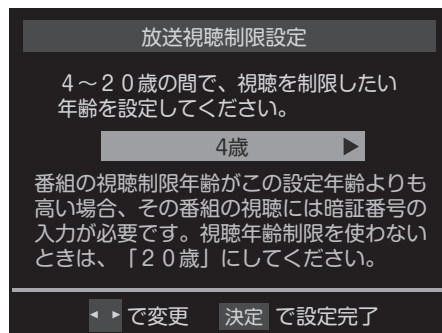 放送視聴制限設定
4～20歳の間で、視聴を制限したい
年齢を設定してください。
4歳 ▶
番組の視聴制限年齢がこの設定年齢よりも
高い場合、その番組の視聴には暗証番号の
入力が必要です。視聴年齢制限を使わない
ときは、「20歳」にしてください。
◂ ▸ で変更 決定 で設定完了